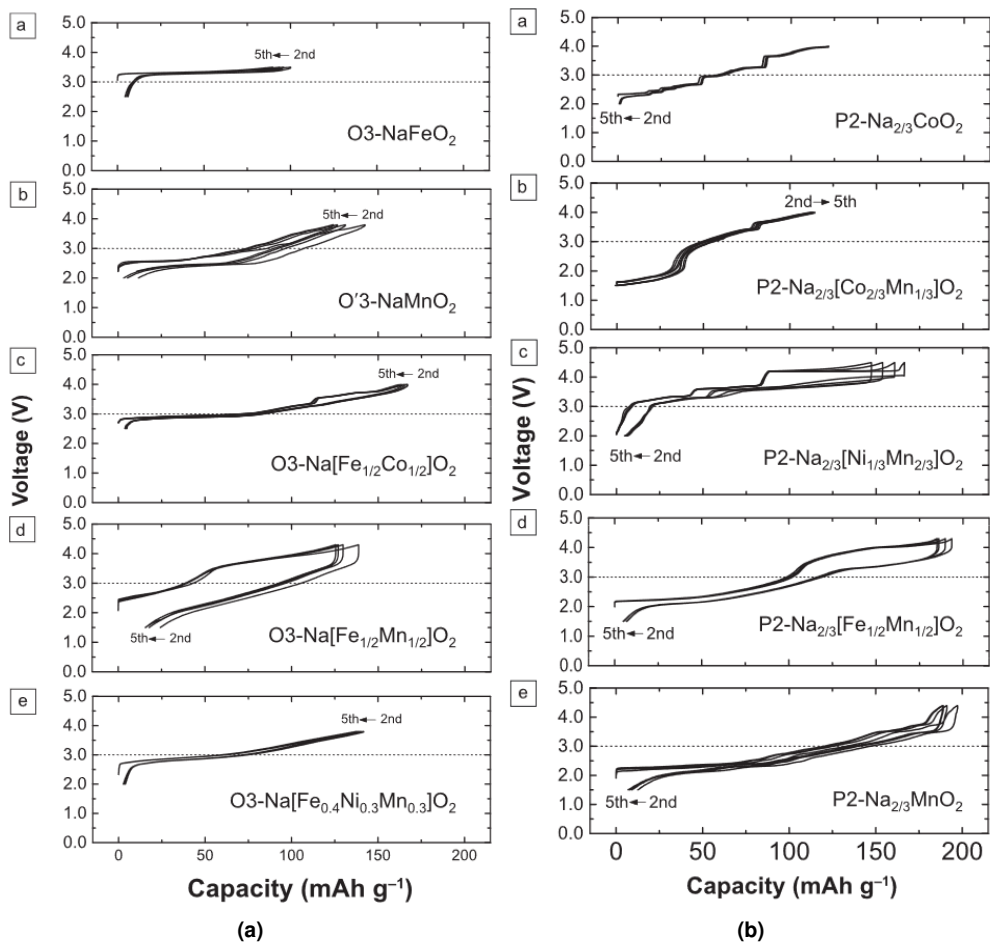 a
5.0
4.0
3.0
2.0
1.0
0.0
5th ← 2nd
O3-NaFeO₂
b
5.0
4.0
3.0
2.0
1.0
0.0
5th ← 2nd
O′3-NaMnO₂
c
5.0
4.0
3.0
2.0
1.0
0.0
5th ← 2nd
O3-Na[Fe₁/₂Co₁/₂]O₂
d
5.0
4.0
3.0
2.0
1.0
0.0
5th ← 2nd
O3-Na[Fe₁/₂Mn₁/₂]O₂
e
5.0
4.0
3.0
2.0
1.0
0.0
5th ← 2nd
O3-Na[Fe₀.₄Ni₀.₃Mn₀.₃]O₂
0 50 100 150 200
Voltage (V)
Capacity (mAh g⁻¹)
(a)
a
5.0
4.0
3.0
2.0
1.0
0.0
5th ← 2nd
P2-Na₂/₃CoO₂
b
5.0
4.0
3.0
2.0
1.0
0.0
2nd → 5th
P2-Na₂/₃[Co₂/₃Mn₁/₃]O₂
c
5.0
4.0
3.0
2.0
1.0
0.0
5th ← 2nd
P2-Na₂/₃[Ni₁/₃Mn₂/₃]O₂
d
5.0
4.0
3.0
2.0
1.0
0.0
5th ← 2nd
P2-Na₂/₃[Fe₁/₂Mn₁/₂]O₂
e
5.0
4.0
3.0
2.0
1.0
0.0
5th ← 2nd
P2-Na₂/₃MnO₂
0 50 100 150 200
Voltage (V)
Capacity (mAh g⁻¹)
(b)